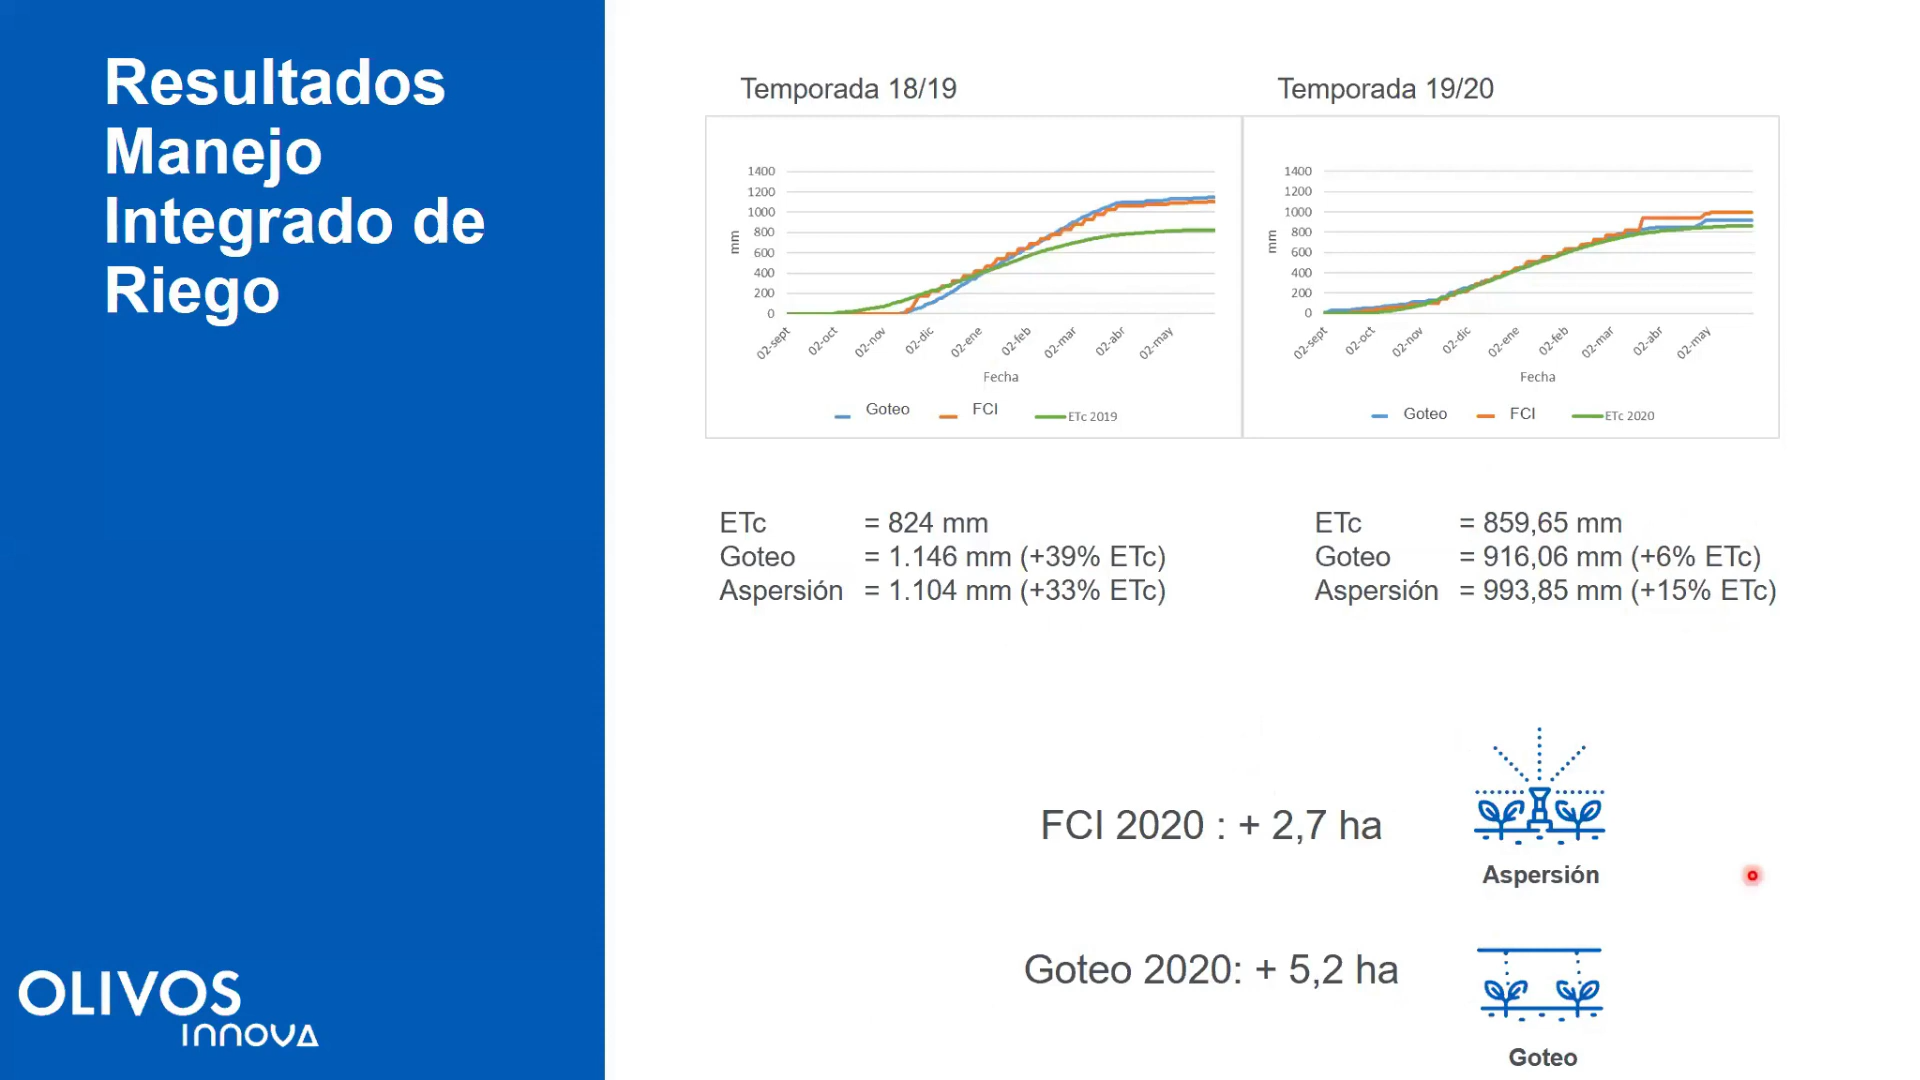 Resultados
Manejo
Integrado de
Riego
Temporada 18/19
1400
1200
1000
800
600
400
200
0
mm
02-sept
02-oct
02-nov
02-dic
02-ene
02-feb
02-mar
02-abr
02-may
Fecha
Goteo
FCI
ETc 2019
Temporada 19/20
1400
1200
1000
800
600
400
200
0
mm
02-sept
02-oct
02-nov
02-dic
02-ene
02-feb
02-mar
02-abr
02-may
Fecha
Goteo
FCI
ETc 2020
ETc = 824 mm
Goteo = 1.146 mm (+39% ETc)
Aspersión = 1.104 mm (+33% ETc)
ETc = 859,65 mm
Goteo = 916,06 mm (+6% ETc)
Aspersión = 993,85 mm (+15% ETc)
FCI 2020 : + 2,7 ha
Aspersión
Goteo 2020: + 5,2 ha
Goteo
OLIVOS
INNOVA